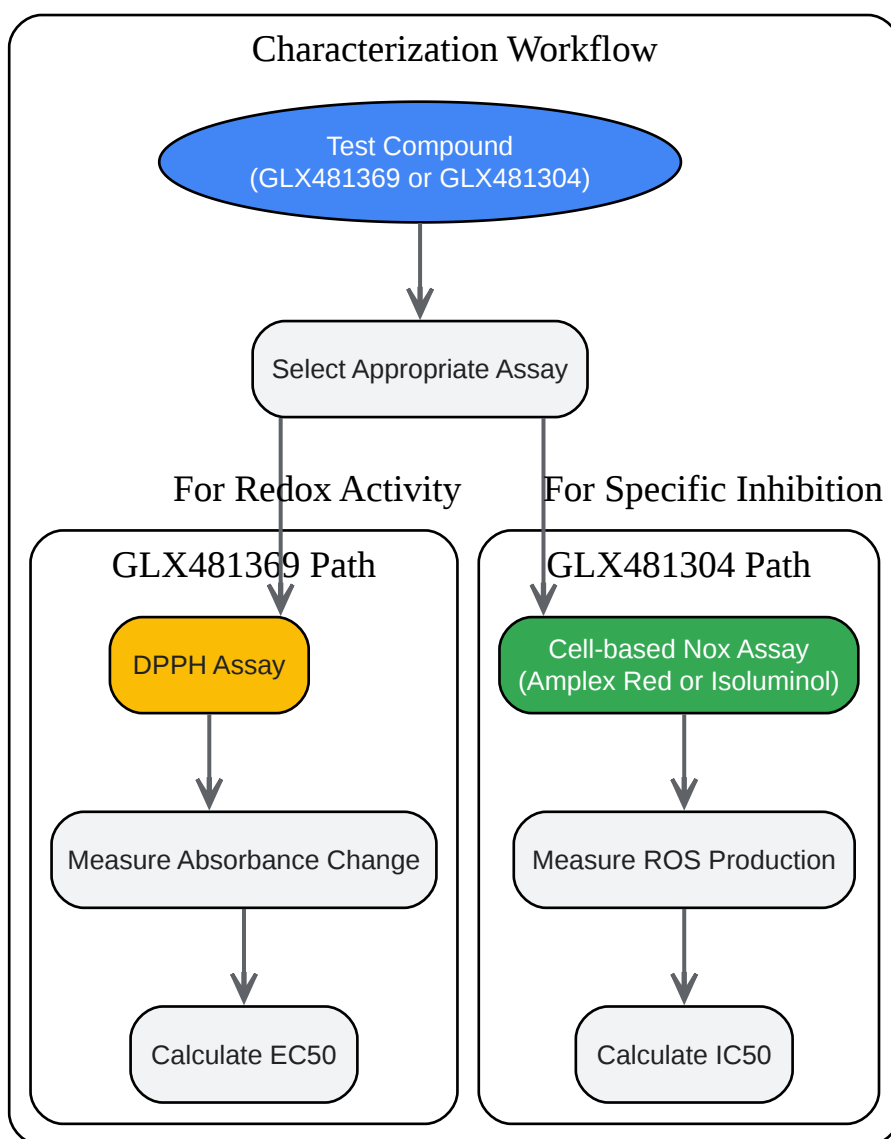 Characterization Workflow
Test Compound
(GLX481369 or GLX481304)
Select Appropriate Assay
For Redox Activity
For Specific Inhibition
GLX481369 Path
GLX481304 Path
DPPH Assay
Cell-based Nox Assay
(Amplex Red or Isoluminol)
Measure Absorbance Change
Measure ROS Production
Calculate EC50
Calculate IC50